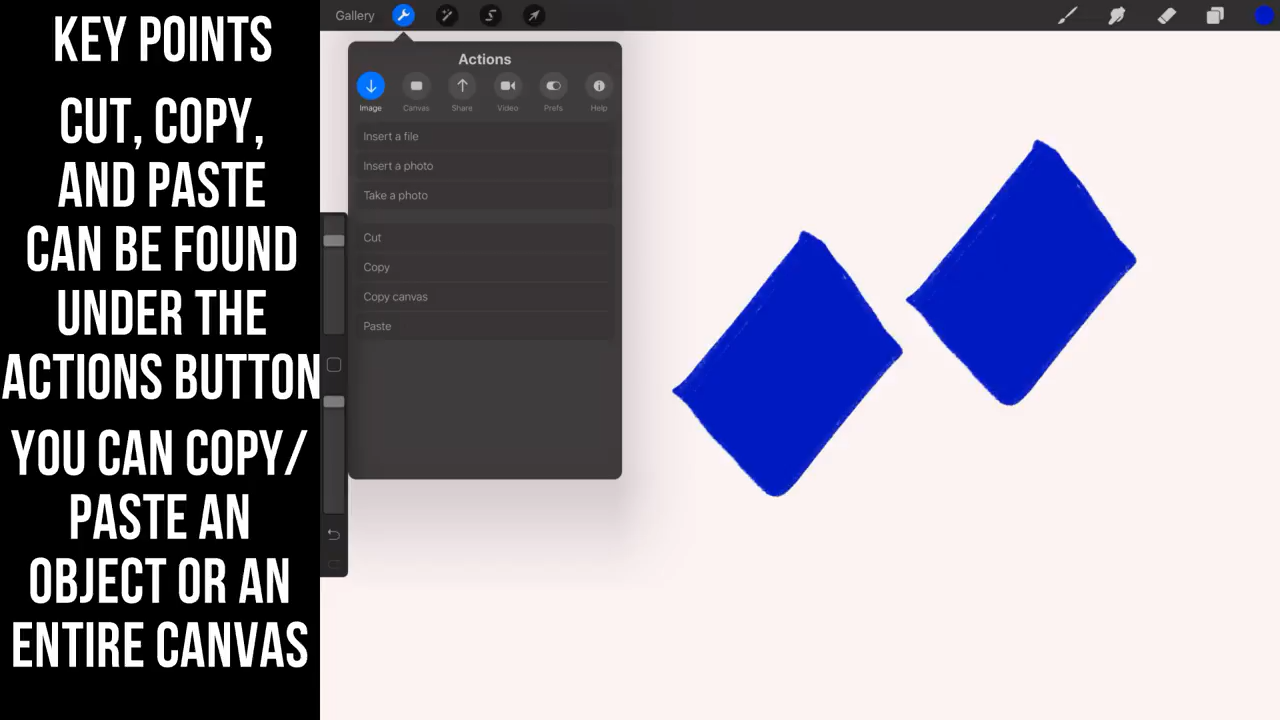 KEY POINTS
CUT, COPY,
AND PASTE
CAN BE FOUND
UNDER THE
ACTIONS BUTTON
YOU CAN COPY/
PASTE AN
OBJECT OR AN
ENTIRE CANVAS
Gallery
Actions
Image Canvas Share Video Prefs Help
Insert a file
Insert a photo
Take a photo
Cut
Copy
Copy canvas
Paste